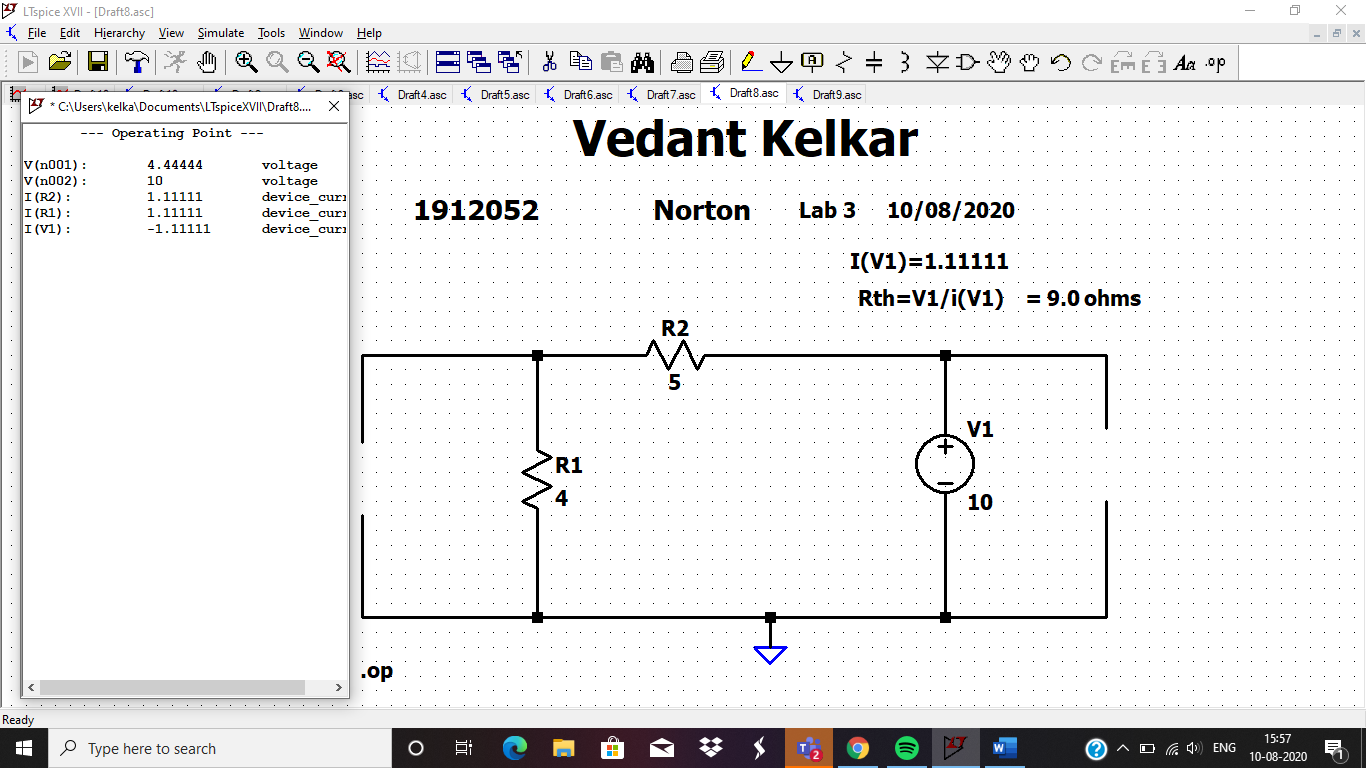 LTspice XVII - [Draft8.asc]
File Edit Hierarchy View Simulate Tools Window Help
.op
asc Draft4.asc Draft5.asc Draft6.asc Draft7.asc Draft8.asc Draft9.asc
* C:\Users\kelka\Documents\LTspiceXVII\Draft8....
--- Operating Point ---
V(n001): 4.44444 voltage
V(n002): 10 voltage
I(R2): 1.11111 device_curr
I(R1): 1.11111 device_curr
I(V1): -1.11111 device_curr
Vedant Kelkar
1912052 Norton Lab 3 10/08/2020
I(V1)=1.11111
Rth=V1/i(V1) = 9.0 ohms
R2
5
R1
4
V1
10
.op
Ready
Type here to search
ENG
15:57
10-08-2020
2
1